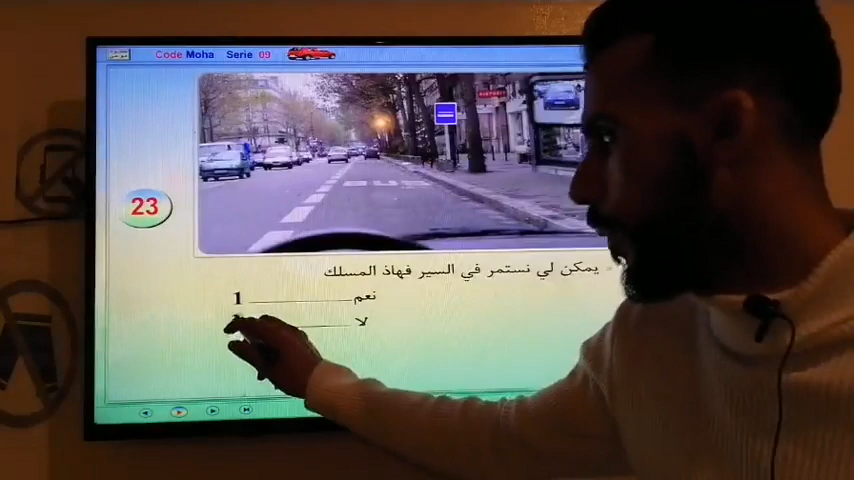 Code Moha Serie 09
23
يمكن لي نستمر في السير فهاذ المسلك
نعم 1
لا